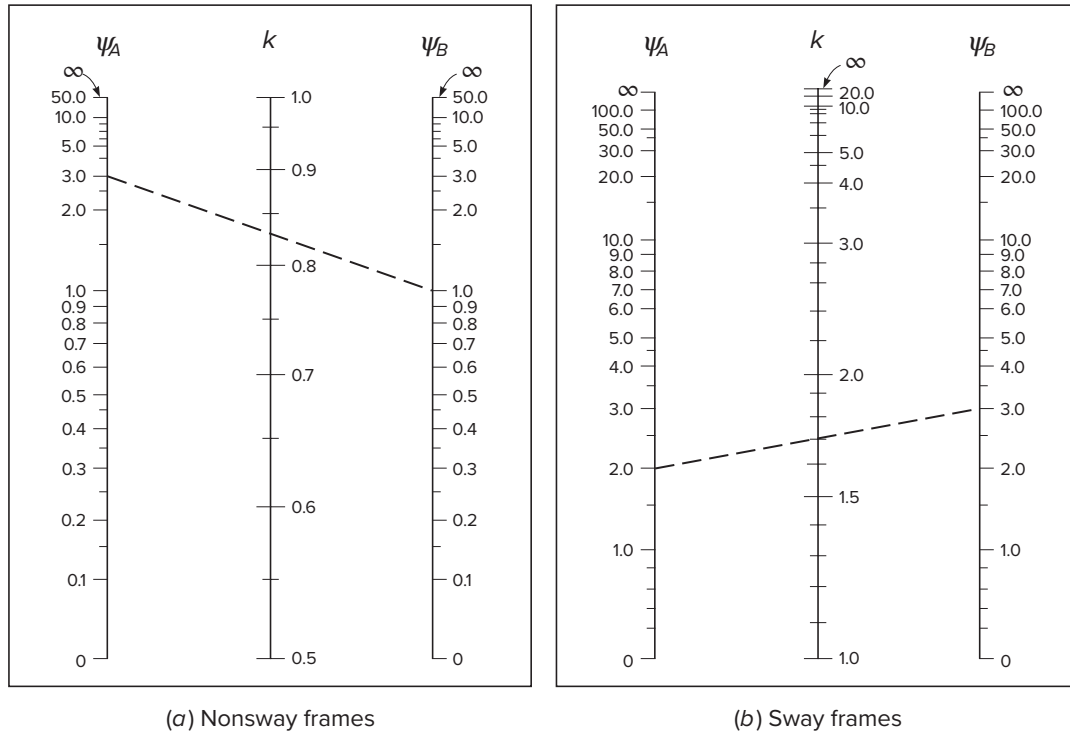 ψA k ψB
∞ ∞
50.0 1.0 50.0
10.0 10.0
5.0 5.0
3.0 0.9 3.0
2.0 2.0
0.8
1.0 1.0
0.9 0.9
0.8 0.8
0.7 0.7
0.6 0.7 0.6
0.5 0.5
0.4 0.4
0.3 0.3
0.2 0.6 0.2
0.1 0.1
0 0.5 0
(a) Nonsway frames
ψA k ψB
∞
∞ 20.0 ∞
100.0 10.0 100.0
50.0 50.0
30.0 5.0 30.0
20.0 4.0 20.0
10.0 3.0 10.0
9.0 9.0
8.0 8.0
7.0 7.0
6.0 6.0
5.0 5.0
4.0 2.0 4.0
3.0 3.0
2.0 2.0
1.5
1.0 1.0
0 1.0 0
(b) Sway frames